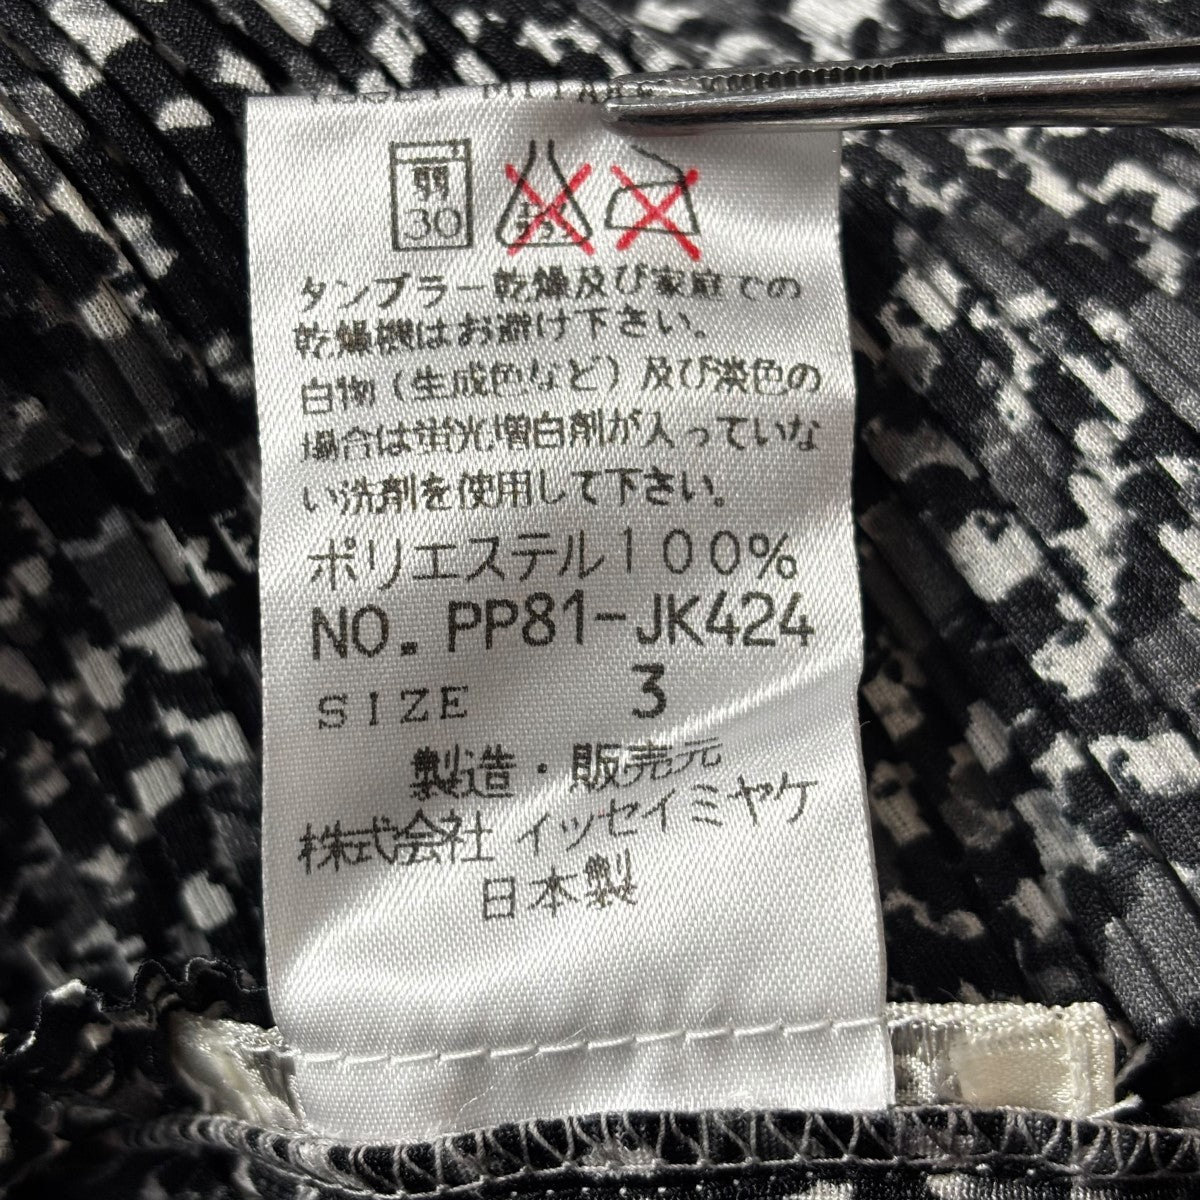 弱
30
タンブラー乾燥及び家庭での
乾燥機はお避け下さい。
白物(生成色など)及び淡色の
場合は蛍光増白剤が入っていな
い洗剤を使用して下さい。
ポリエステル100%
NO. PP81-JK424
SIZE 3
製造・販売元
株式会社 イッセイミヤケ
日本製